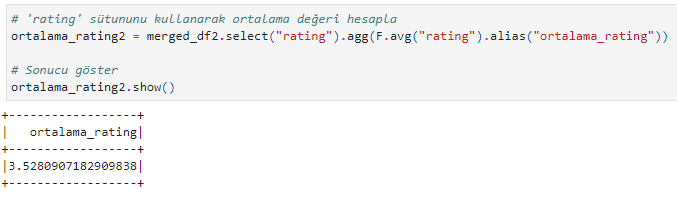 # 'rating' sütununu kullanarak ortalama değeri hesapla
ortalama_rating2 = merged_df2.select("rating").agg(F.avg("rating").alias("ortalama_rating"))
# Sonucu göster
ortalama_rating2.show()
+------------------+
|   ortalama_rating|
+------------------+
|3.5280907182909838|
+------------------+